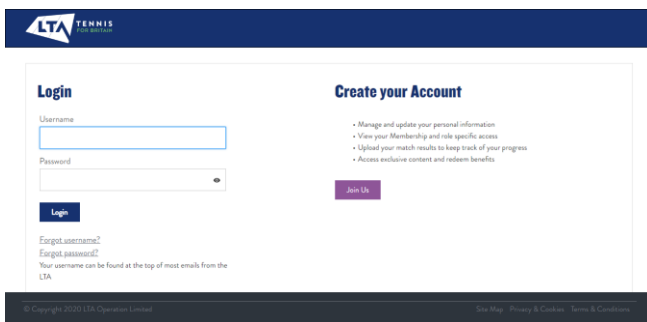 LTA TENNIS
FOR BRITAIN
Login
Username
Password
Login
Forgot username?
Forgot password?
Your username can be found at the top of most emails from the
LTA
Create your Account
• Manage and update your personal information
• View your Membership and role specific access
• Upload your match results to keep track of your progress
• Access exclusive content and redeem benefits
Join Us
© Copyright 2020 LTA Operation Limited
Site Map Privacy & Cookies Terms & Conditions